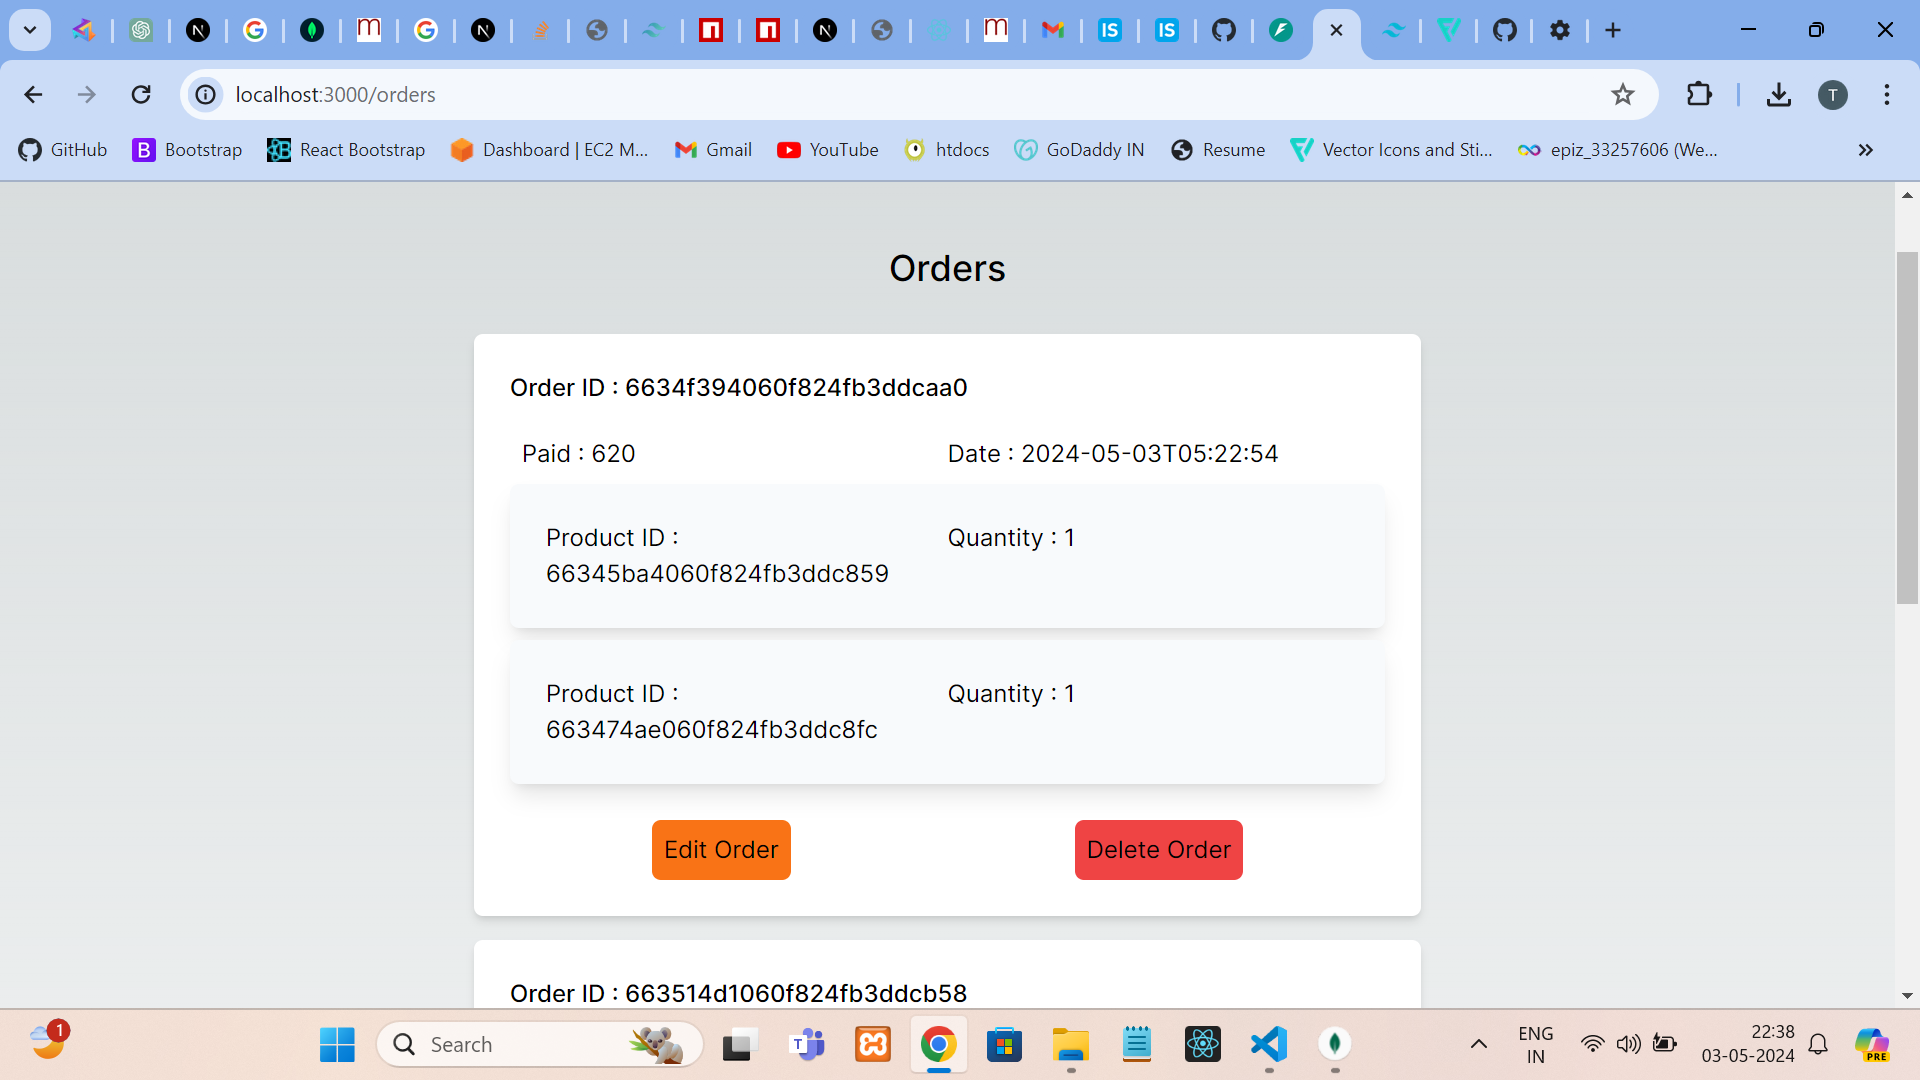 localhost:3000/orders
T
GitHub
Bootstrap
React Bootstrap
Dashboard | EC2 M...
Gmail
YouTube
htdocs
GoDaddy IN
Resume
Vector Icons and Sti...
epiz_33257606 (We...
Orders
Order ID : 6634f394060f824fb3ddcaa0
Paid : 620
Date : 2024-05-03T05:22:54
Product ID :
66345ba4060f824fb3ddc859
Quantity : 1
Product ID :
663474ae060f824fb3ddc8fc
Quantity : 1
Edit Order
Delete Order
Order ID : 663514d1060f824fb3ddcb58
1
Search
ENG
IN
22:38
03-05-2024
PRE